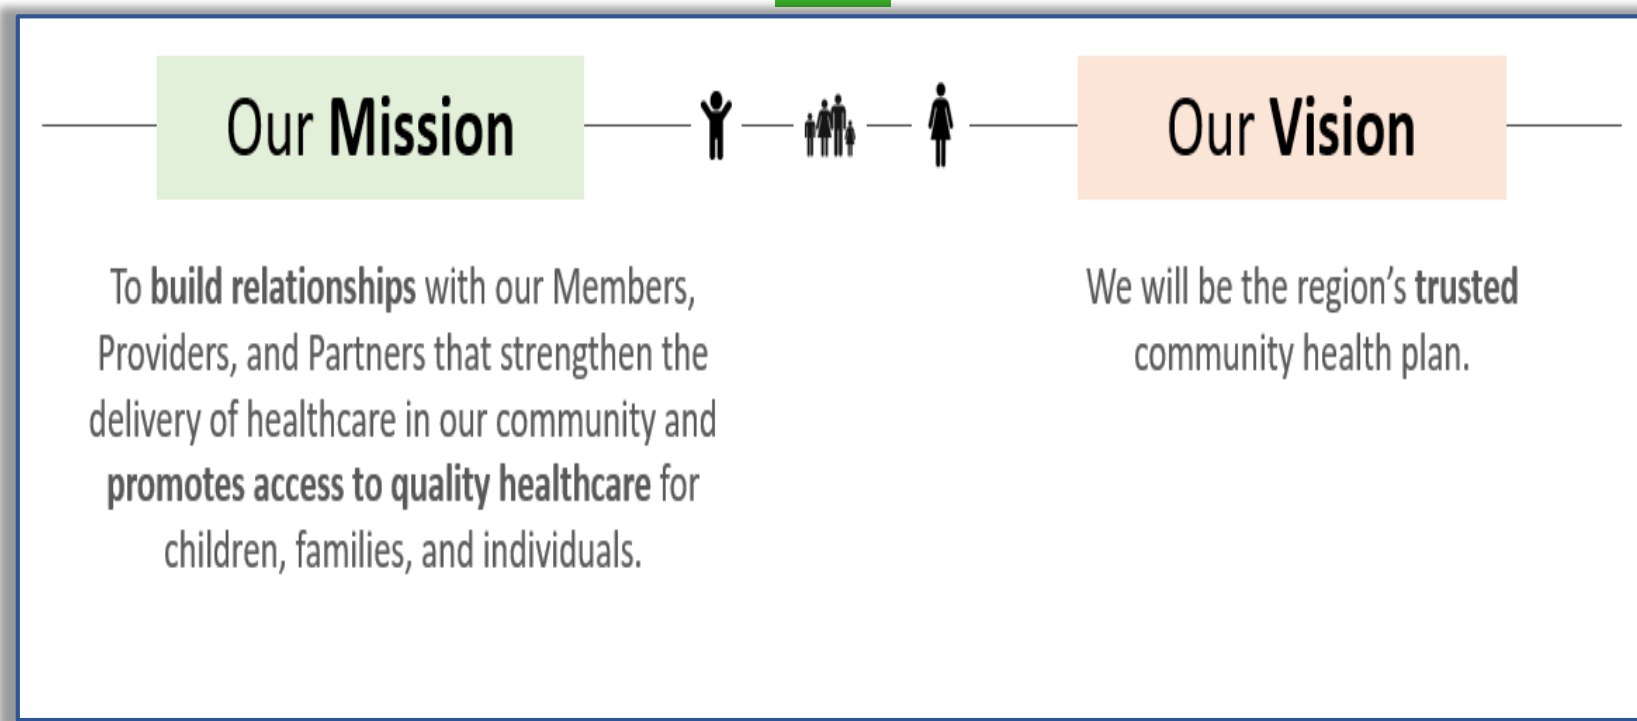 Our Mission
Our Vision
To build relationships with our Members,
Providers, and Partners that strengthen the
delivery of healthcare in our community and
promotes access to quality healthcare for
children, families, and individuals.
We will be the region’s trusted
community health plan.